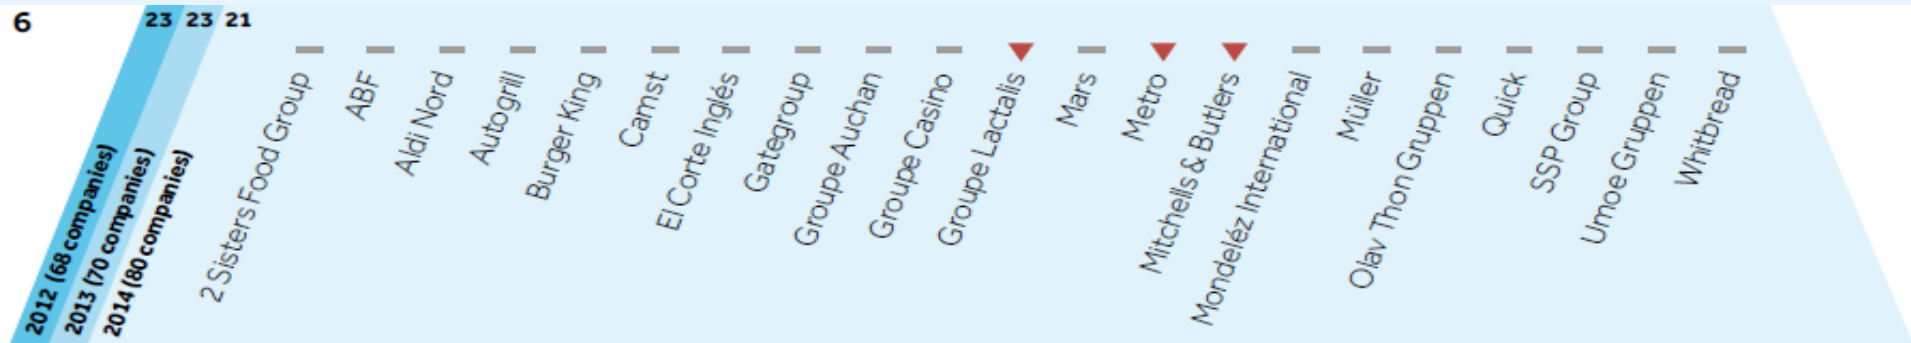 6
23 23 21
2012 (68 companies)
2013 (70 companies)
2014 (80 companies)
2 Sisters Food Group
ABF
Aldi Nord
Autogrill
Burger King
Camst
El Corte Inglés
Gategroup
Groupe Auchan
Groupe Casino
Groupe Lactalis
Mars
Metro
Mitchells & Butlers
Mondeléz International
Müller
Olav Thon Gruppen
Quick
SSP Group
Umoe Gruppen
Whitbread